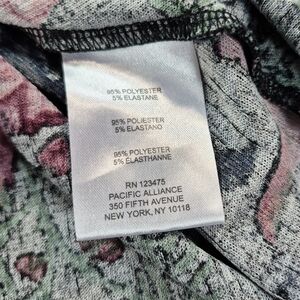 95% POLYESTER
5% ELASTANE
95% POLIESTER
5% ELASTANO
95% POLYESTER
5% ELASTHANNE
RN 123475
PACIFIC ALLIANCE
350 FIFTH AVENUE
NEW YORK, NY 10118